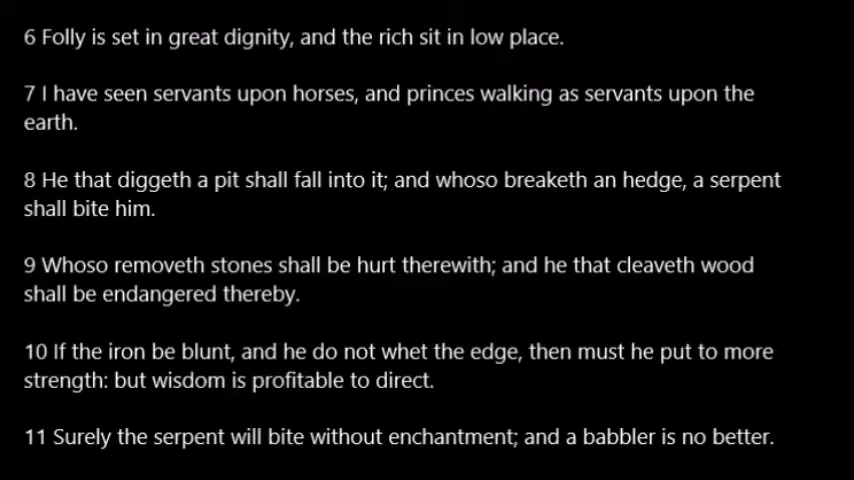 6 Folly is set in great dignity, and the rich sit in low place.
7 I have seen servants upon horses, and princes walking as servants upon the
earth.
8 He that diggeth a pit shall fall into it; and whoso breaketh an hedge, a serpent
shall bite him.
9 Whoso removeth stones shall be hurt therewith; and he that cleaveth wood
shall be endangered thereby.
10 If the iron be blunt, and he do not whet the edge, then must he put to more
strength: but wisdom is profitable to direct.
11 Surely the serpent will bite without enchantment; and a babbler is no better.